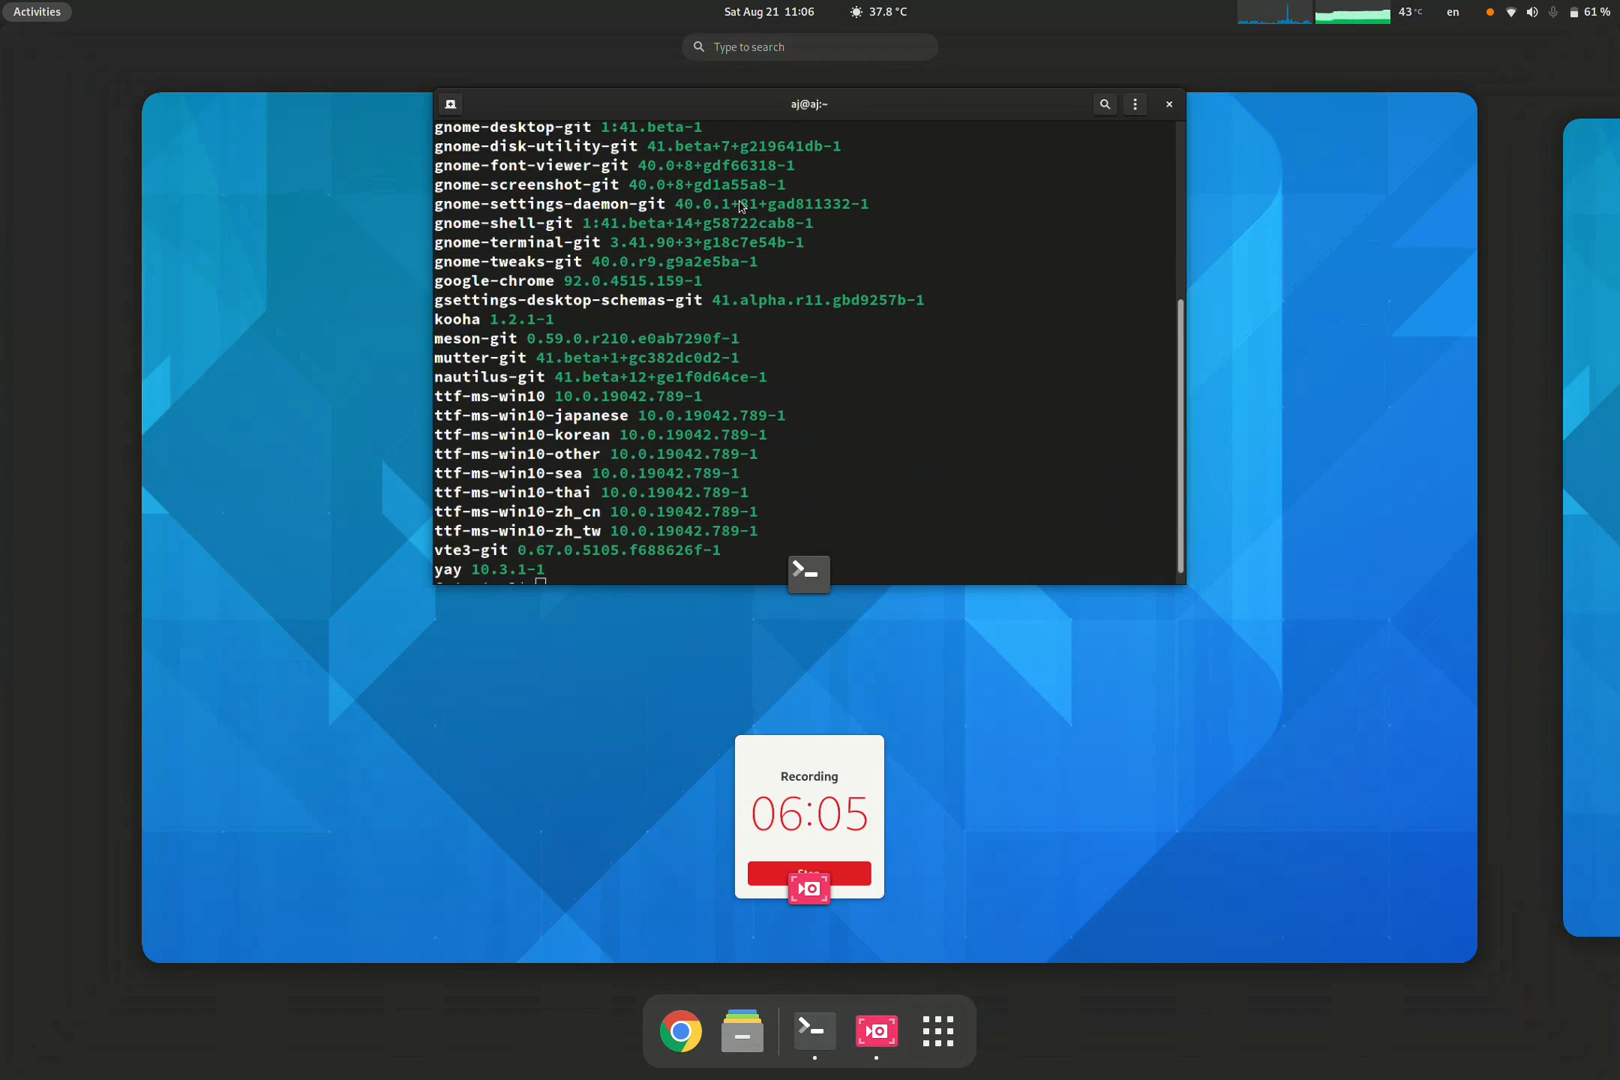 Activities
Sat Aug 21 11:06
37.8 °C
43 °C
en
61 %
Type to search
aj@aj:~
gnome-desktop-git 1:41.beta-1
gnome-disk-utility-git 41.beta+7+g219641db-1
gnome-font-viewer-git 40.0+8+gdf66318-1
gnome-screenshot-git 40.0+8+gd1a55a8-1
gnome-settings-daemon-git 40.0.1+81+gad811332-1
gnome-shell-git 1:41.beta+14+g58722cab8-1
gnome-terminal-git 3.41.90+3+g18c7e54b-1
gnome-tweaks-git 40.0.r9.g9a2e5ba-1
google-chrome 92.0.4515.159-1
gsettings-desktop-schemas-git 41.alpha.r11.gbd9257b-1
kooha 1.2.1-1
meson-git 0.59.0.r210.e0ab7290f-1
mutter-git 41.beta+1+gc382dc0d2-1
nautilus-git 41.beta+12+ge1f0d64ce-1
ttf-ms-win10 10.0.19042.789-1
ttf-ms-win10-japanese 10.0.19042.789-1
ttf-ms-win10-korean 10.0.19042.789-1
ttf-ms-win10-other 10.0.19042.789-1
ttf-ms-win10-sea 10.0.19042.789-1
ttf-ms-win10-thai 10.0.19042.789-1
ttf-ms-win10-zh_cn 10.0.19042.789-1
ttf-ms-win10-zh_tw 10.0.19042.789-1
vte3-git 0.67.0.5105.f688626f-1
yay 10.3.1-1
Recording
06:05